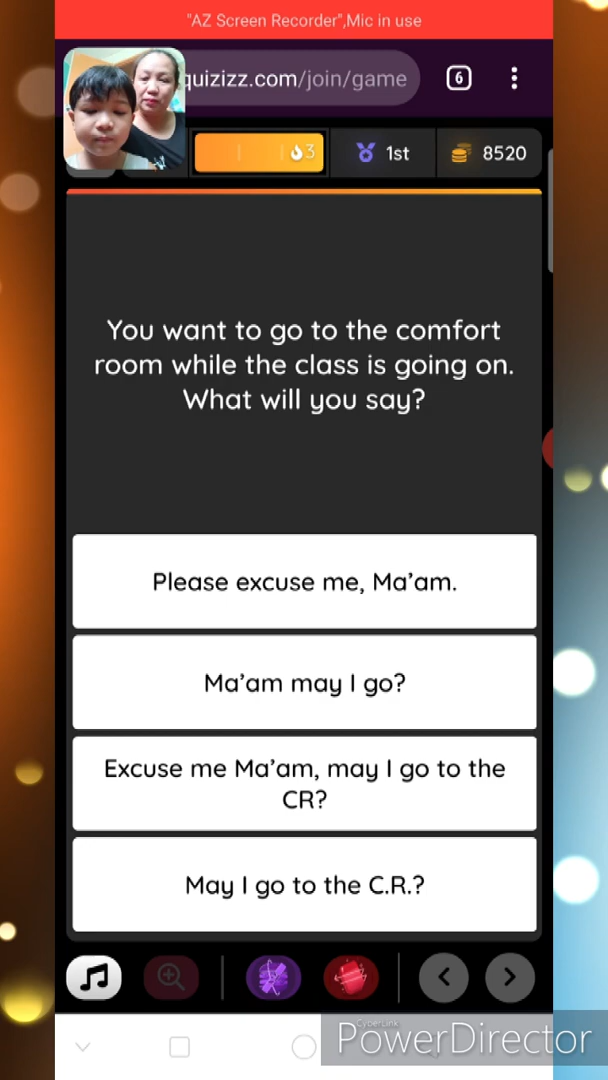 "AZ Screen Recorder",Mic in use
quizizz.com/join/game
6
3
1st
8520
You want to go to the comfort
room while the class is going on.
What will you say?
Please excuse me, Ma’am.
Ma’am may I go?
Excuse me Ma’am, may I go to the
CR?
May I go to the C.R.?
CyberLink
PowerDirector